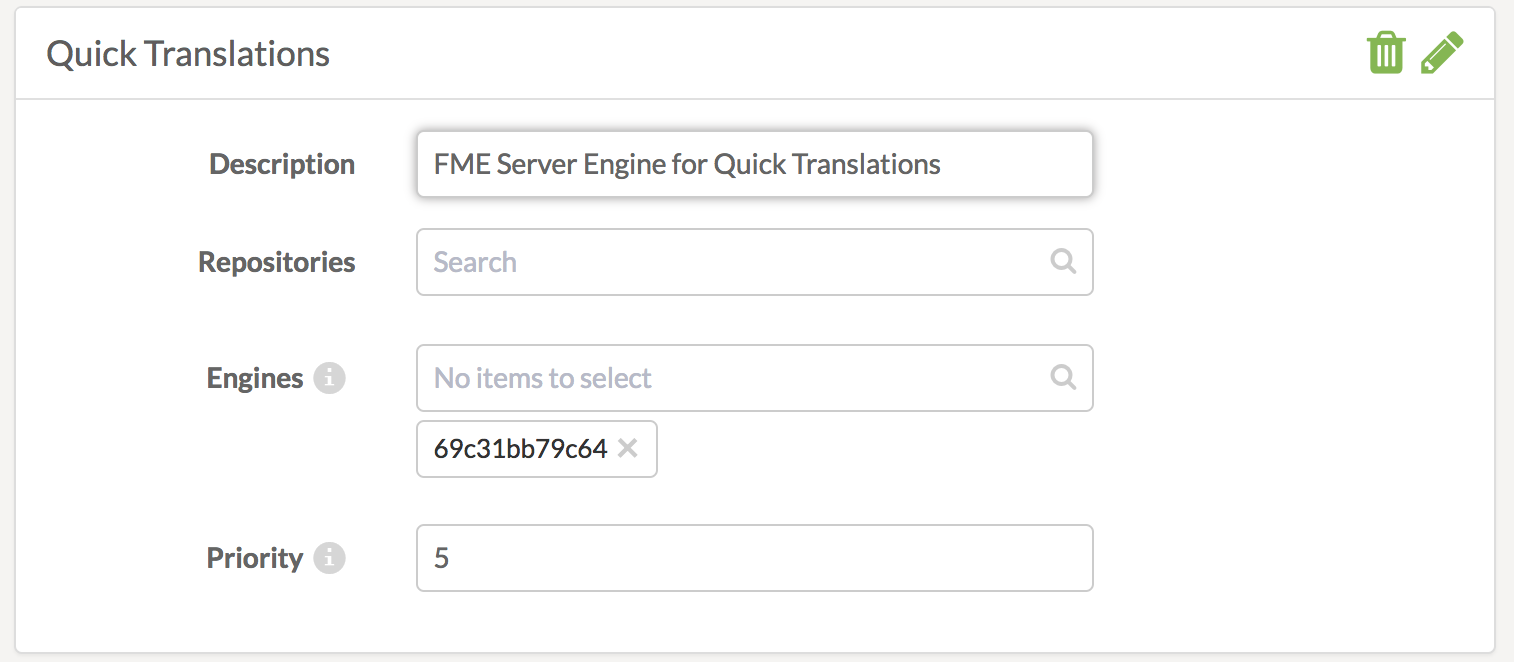 Quick Translations
Description FME Server Engine for Quick Translations
Repositories Search
Engines i No items to select
69c31bb79c64
Priority i 5